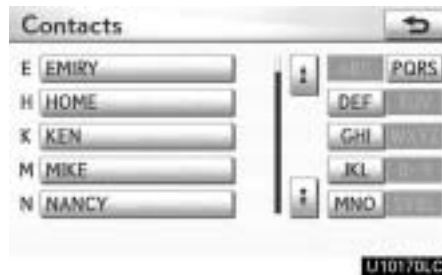 Contacts
E EMIRY PQRS
H HOME DEF
K KEN GHI
M MIKE JKL
N NANCY MNO
U10170LC